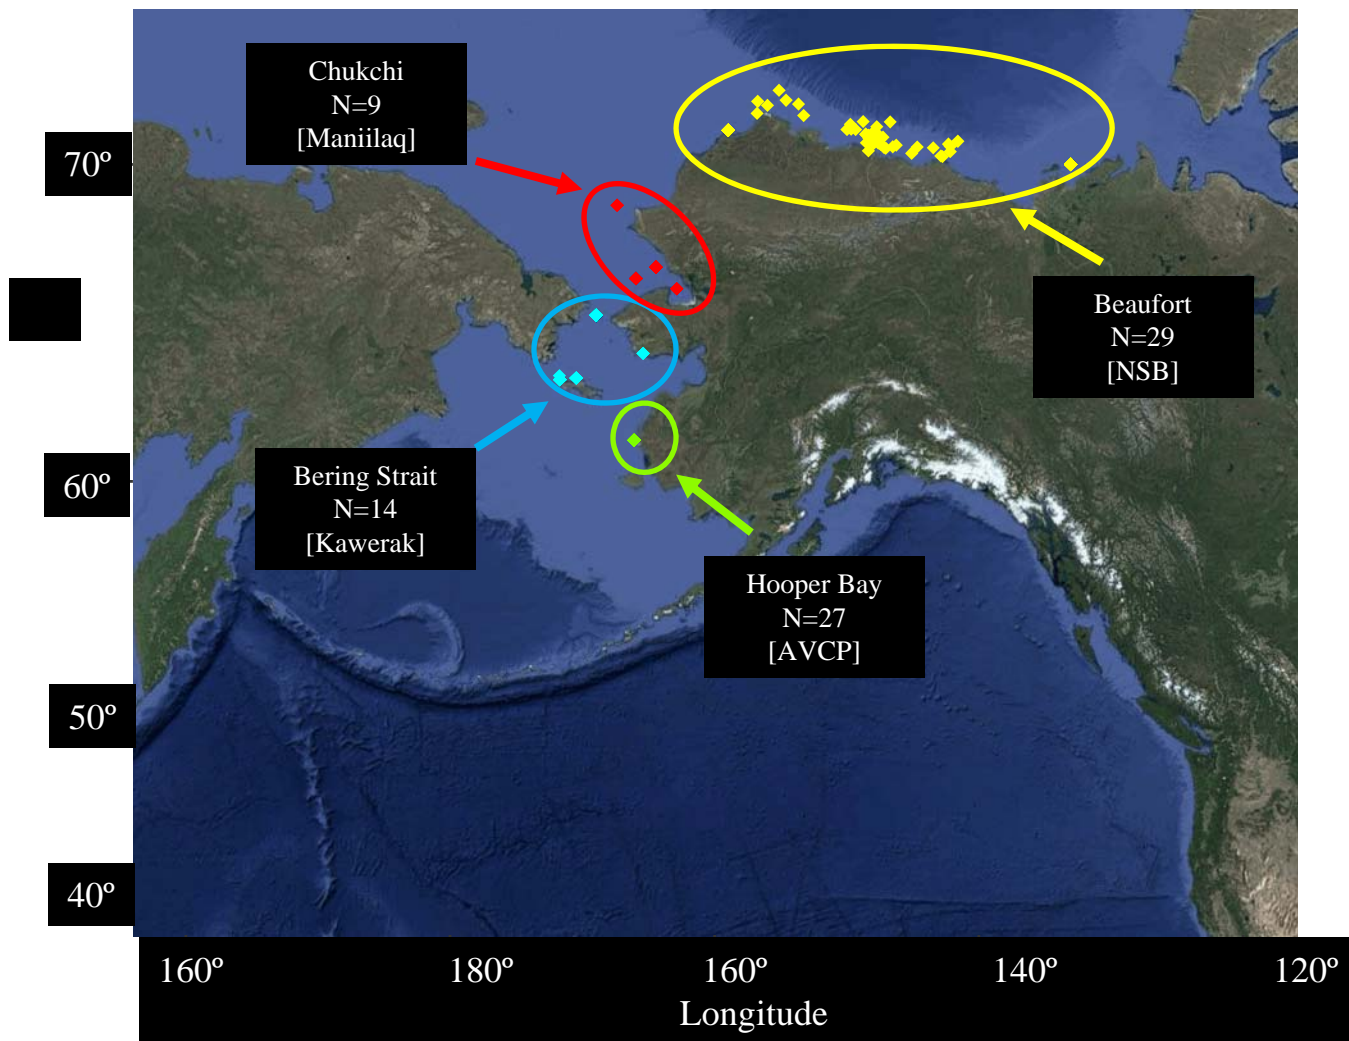 Chukchi
N=9
[Maniilaq]
70º
Beaufort
N=29
[NSB]
Bering Strait
N=14
[Kawerak]
60º
Hooper Bay
N=27
[AVCP]
50º
40º
160º 180º 160º 140º 120º
Longitude